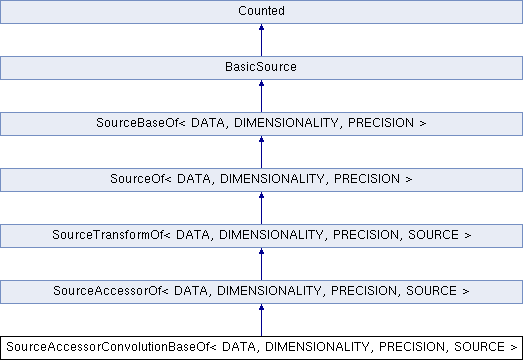 Counted
BasicSource
SourceBaseOf< DATA, DIMENSIONALITY, PRECISION >
SourceOf< DATA, DIMENSIONALITY, PRECISION >
SourceTransformOf< DATA, DIMENSIONALITY, PRECISION, SOURCE >
SourceAccessorOf< DATA, DIMENSIONALITY, PRECISION, SOURCE >
SourceAccessorConvolutionBaseOf< DATA, DIMENSIONALITY, PRECISION, SOURCE >